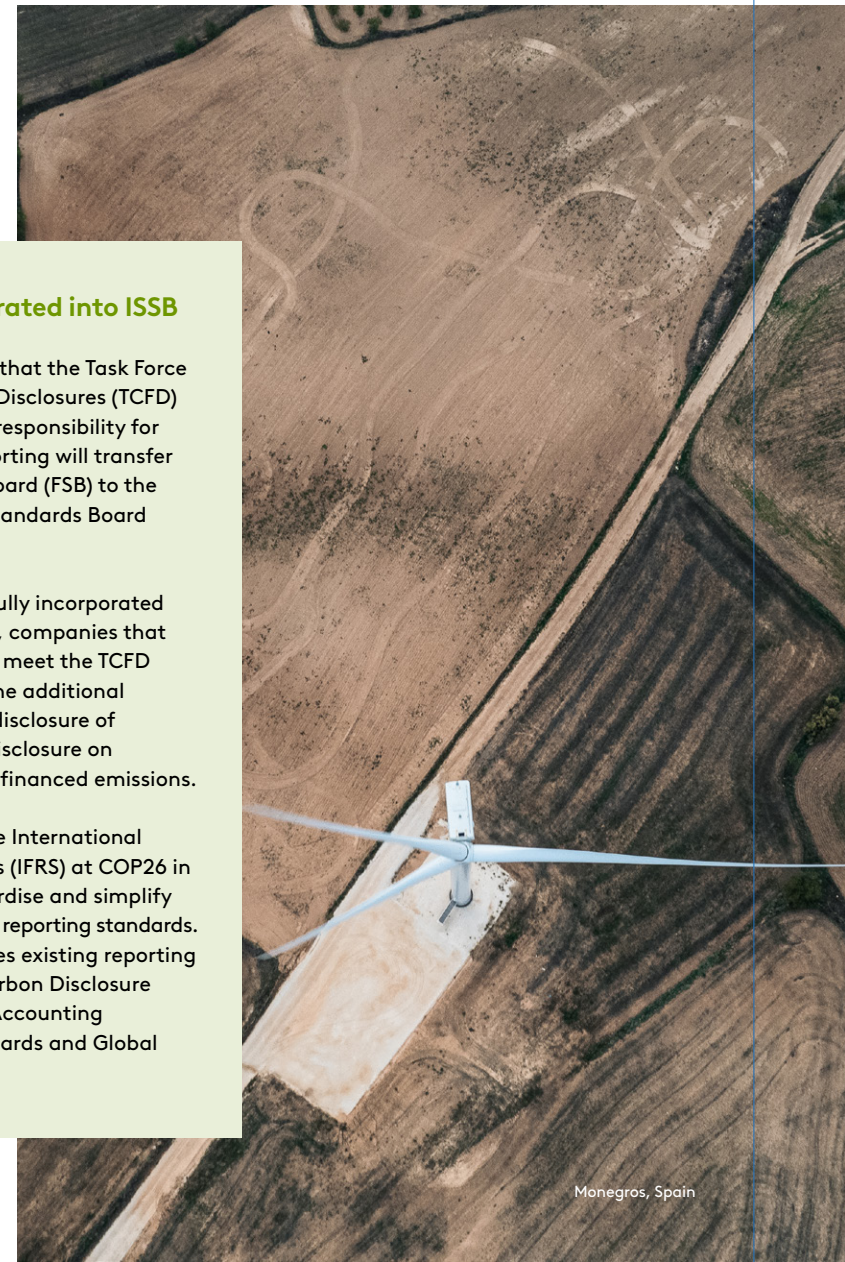 rated into ISSB
that the Task Force
Disclosures (TCFD)
responsibility for
orting will transfer
oard (FSB) to the
tandards Board
ully incorporated
, companies that
meet the TCFD
ne additional
disclosure of
isclosure on
financed emissions.
e International
s (IFRS) at COP26 in
rdise and simplify
reporting standards.
es existing reporting
rbon Disclosure
Accounting
ards and Global
Monegros, Spain